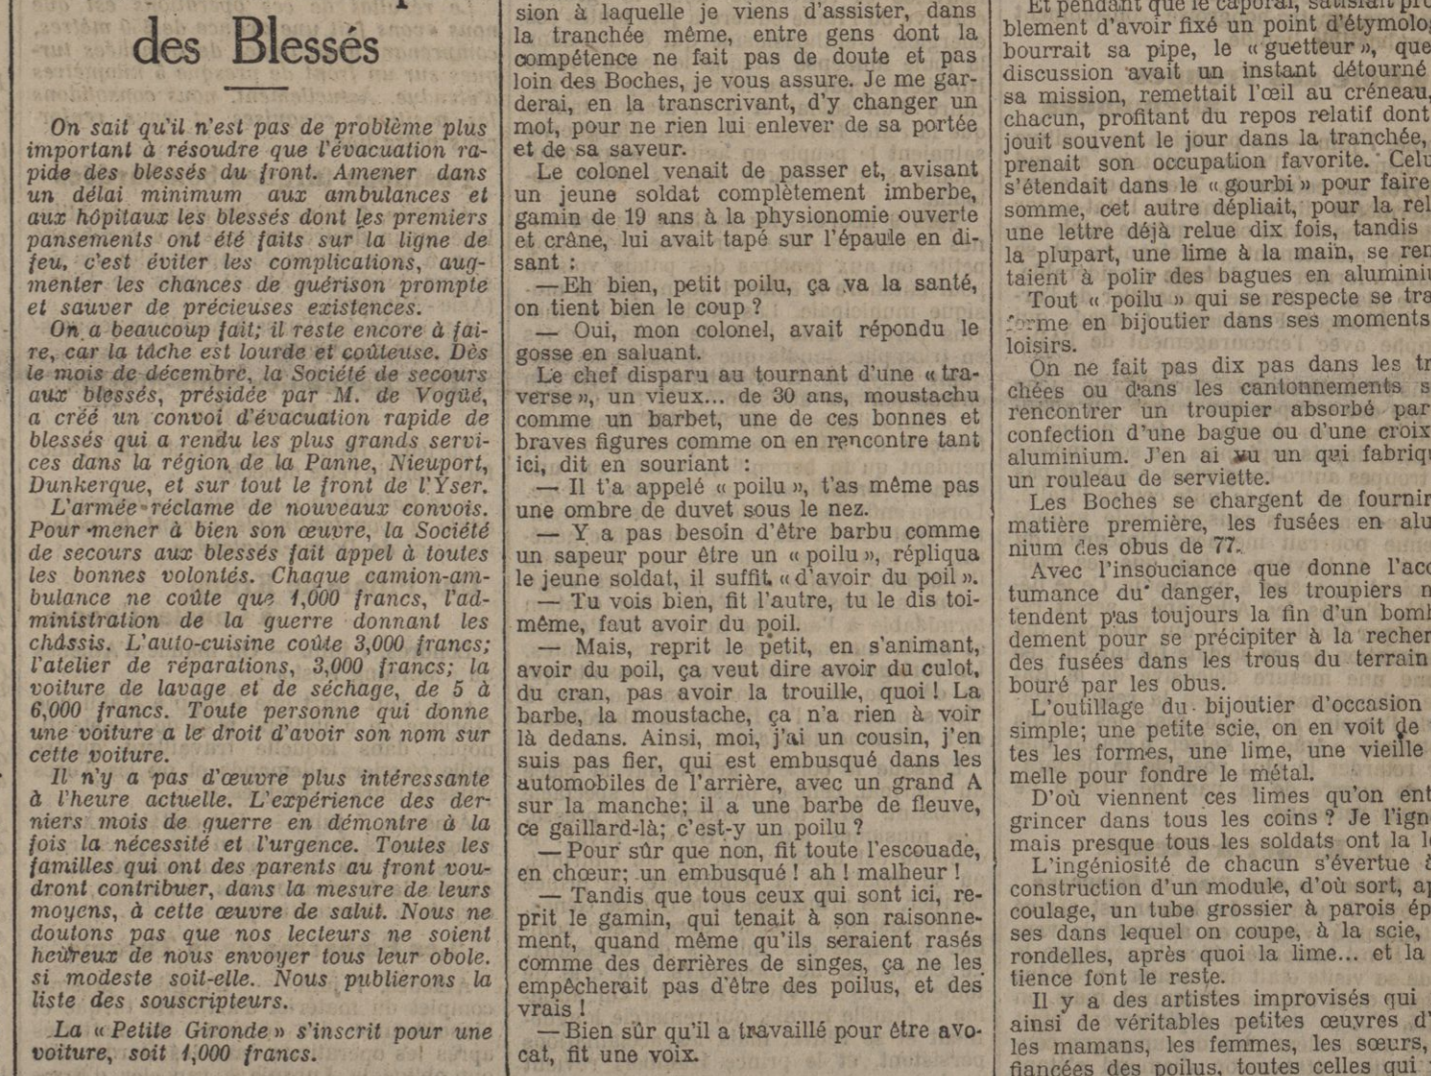 des Blessés
On sait qu'il n'est pas de problème plus
important à résoudre que l'évacuation ra-
pide des blessés du front. Amener dans
un délai minimum aux ambulances et
aux hôpitaux les blessés dont les premiers
pansements ont été faits sur la ligne de
feu, c'est éviter les complications, aug-
menter les chances de guérison prompte
et sauver de précieuses existences.
On a beaucoup fait; il reste encore à fai-
re, car la tâche est lourde et coûteuse. Dès
le mois de décembre, la Société de secours
aux blessés, présidée par M. de Vogüé,
a créé un convoi d'évacuation rapide de
blessés qui a rendu les plus grands servi-
ces dans la région de la Panne, Nieuport,
Dunkerque, et sur tout le front de l'Yser.
L'armée réclame de nouveaux convois.
Pour mener à bien son œuvre, la Société
de secours aux blessés fait appel à toutes
les bonnes volontés. Chaque camion-am-
bulance ne coûte que 1,000 francs, l'ad-
ministration de la guerre donnant les
châssis. L'auto-cuisine coûte 3,000 francs;
l'atelier de réparations, 3,000 francs; la
voiture de lavage et de séchage, de 5 à
6,000 francs. Toute personne qui donne
une voiture a le droit d'avoir son nom sur
cette voiture.
Il n'y a pas d'œuvre plus intéressante
à l'heure actuelle. L'expérience des der-
niers mois de guerre en démontre à la
fois la nécessité et l'urgence. Toutes les
familles qui ont des parents au front vou-
dront contribuer, dans la mesure de leurs
moyens, à cette œuvre de salut. Nous ne
doutons pas que nos lecteurs ne soient
heureux de nous envoyer tous leur obole.
si modeste soit-elle. Nous publierons la
liste des souscripteurs.
La « Petite Gironde » s'inscrit pour une
voiture, soit 1,000 francs.
sion à laquelle je viens d'assister, dans
la tranchée même, entre gens dont la
compétence ne fait pas de doute et pas
loin des Boches, je vous assure. Je me gar-
derai, en la transcrivant, d'y changer un
mot, pour ne rien lui enlever de sa portée
et de sa saveur.
Le colonel venait de passer et, avisant
un jeune soldat complètement imberbe,
gamin de 19 ans à la physionomie ouverte
et crâne, lui avait tapé sur l'épaule en di-
sant :
— Eh bien, petit poilu, ça va la santé,
on tient bien le coup ?
— Oui, mon colonel, avait répondu le
gosse en saluant.
Le chef disparu au tournant d'une « tra-
verse », un vieux... de 30 ans, moustachu
comme un barbet, une de ces bonnes et
braves figures comme on en rencontre tant
ici, dit en souriant :
— Il t'a appelé « poilu », t'as même pas
une ombre de duvet sous le nez.
— Y a pas besoin d'être barbu comme
un sapeur pour être un « poilu », répliqua
le jeune soldat, il suffit « d'avoir du poil ».
— Tu vois bien, fit l'autre, tu le dis toi-
même, faut avoir du poil.
— Mais, reprit le petit, en s'animant,
avoir du poil, ça veut dire avoir du culot,
du cran, pas avoir la trouille, quoi ! La
barbe, la moustache, ça n'a rien à voir
là dedans. Ainsi, moi, j'ai un cousin, j'en
suis pas fier, qui est embusqué dans les
automobiles de l'arrière, avec un grand A
sur la manche; il a une barbe de fleuve,
ce gaillard-là; c'est-y un poilu ?
— Pour sûr que non, fit toute l'escouade,
en chœur; un embusqué ! ah ! malheur !
— Tandis que tous ceux qui sont ici, re-
prit le gamin, qui tenait à son raisonne-
ment, quand même qu'ils seraient rasés
comme des derrières de singes, ça ne les
empêcherait pas d'être des poilus, et des
vrais !
— Bien sûr qu'il a travaillé pour être avo-
cat, fit une voix.
Et pendant que le caporal, satisfait pro
blement d'avoir fixé un point d'étymolo
bourrait sa pipe, le « guetteur », que
discussion avait un instant détourné
sa mission, remettait l'œil au créneau,
chacun, profitant du repos relatif dont
jouit souvent le jour dans la tranchée,
prenait son occupation favorite. Celu
s'étendait dans le « gourbi » pour faire
somme, cet autre dépliait, pour la rel
une lettre déjà relue dix fois, tandis
la plupart, une lime à la main, se ren
taient à polir des bagues en aluminiu
Tout « poilu » qui se respecte se tra
forme en bijoutier dans ses moments
loisirs.
On ne fait pas dix pas dans les tr
chées ou dans les cantonnements s
rencontrer un troupier absorbé par
confection d'une bague ou d'une croix
aluminium. J'en ai vu un qui fabriqu
un rouleau de serviette.
Les Boches se chargent de fournir
matière première, les fusées en alu
nium des obus de 77.
Avec l'insouciance que donne l'acc
tumance du danger, les troupiers n
tendent pas toujours la fin d'un bomb
dement pour se précipiter à la recher
des fusées dans les trous du terrain
bouré par les obus.
L'outillage du bijoutier d'occasion
simple; une petite scie, on en voit de
tes les formes, une lime, une vieille
melle pour fondre le métal.
D'où viennent ces limes qu'on ent
grincer dans tous les coins ? Je l'ign
mais presque tous les soldats ont la l
L'ingéniosité de chacun s'évertue à
construction d'un module, d'où sort, ap
coulage, un tube grossier à parois ép
ses dans lequel on coupe, à la scie,
rondelles, après quoi la lime... et la
tience font le reste.
Il y a des artistes improvisés qui
ainsi de véritables petites œuvres d'
les mamans, les femmes, les sœurs,
fiancées des poilus, toutes celles qui